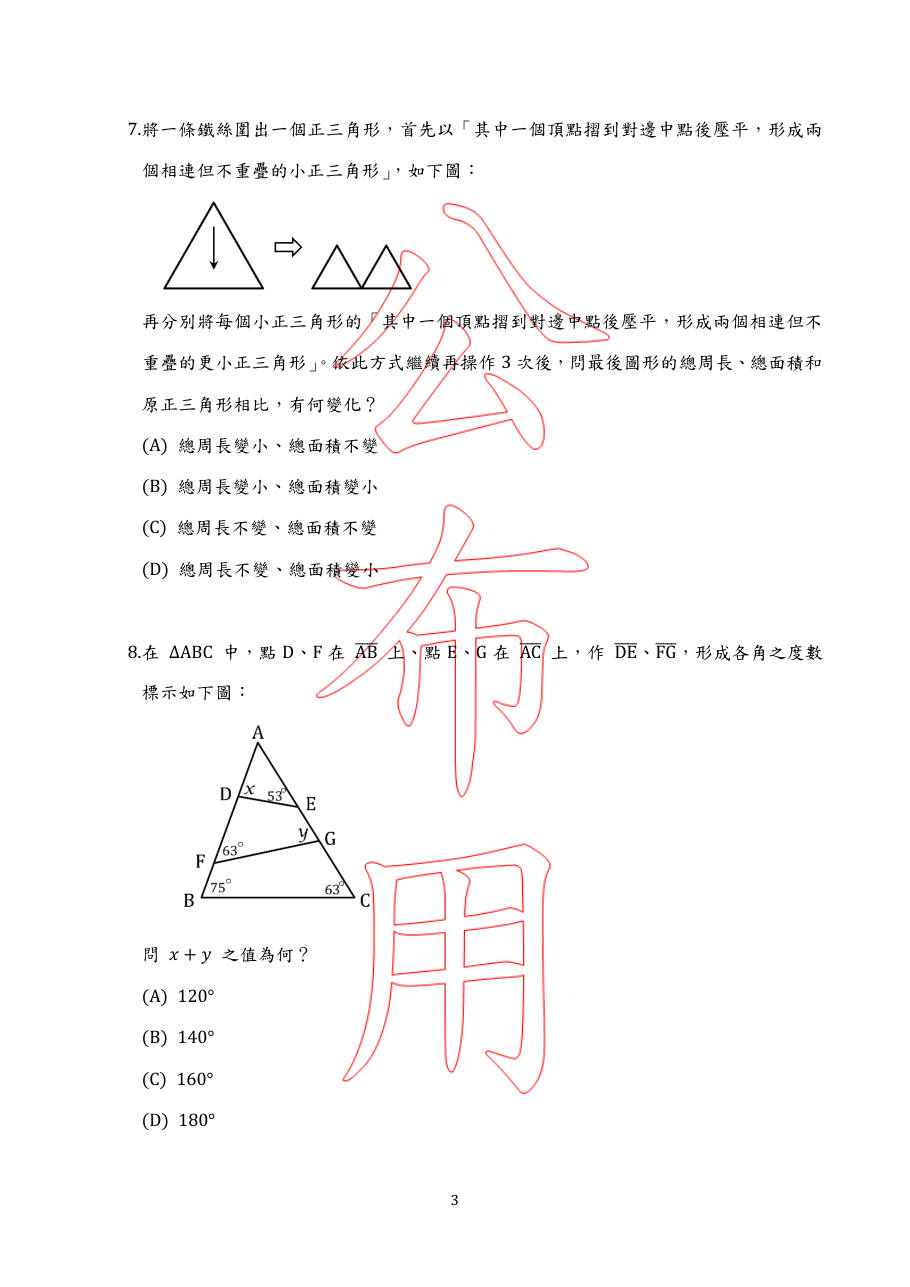 7.將一條鐵絲圍出一個正三角形，首先以「其中一個頂點摺到對邊中點後壓平，形成兩
個相連但不重疊的小正三角形」，如下圖：
再分別將每個小正三角形的「其中一個頂點摺到對邊中點後壓平，形成兩個相連但不
重疊的更小正三角形」。依此方式繼續再操作 3 次後，問最後圖形的總周長、總面積和
原正三角形相比，有何變化？
(A) 總周長變小、總面積不變
(B) 總周長變小、總面積變小
(C) 總周長不變、總面積不變
(D) 總周長不變、總面積變小
8.在 ΔABC 中，點 D、F 在 A̅B̅ 上、點 E、G 在 A̅C̅ 上，作 D̅E̅、F̅G̅，形成各角之度數
標示如下圖：
A
D x 53° E
y G
F 63°
B 75° 63° C
問 x + y 之值為何？
(A) 120°
(B) 140°
(C) 160°
(D) 180°
3
公
布
用